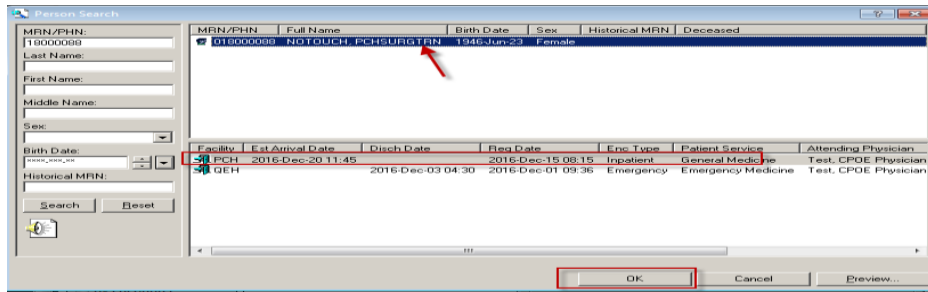 Person Search
MRN/PHN:
18000088
Last Name:
First Name:
Middle Name:
Sex:
Birth Date:
****-***-**
Historical MRN:
Search Reset
MRN/PHN Full Name Birth Date Sex Historical MRN Deceased
018000088 NOTOUCH, PCHSURGTRN 1946-Jun-23 Female
Facility Est Arrival Date Disch Date Reg Date Enc Type Patient Service Attending Physician
PCH 2016-Dec-20 11:45 2016-Dec-15 08:15 Inpatient General Medicine Test, CPOE Physician
QEH 2016-Dec-03 04:30 2016-Dec-01 09:36 Emergency Emergency Medicine Test, CPOE Physician
OK Cancel Preview...